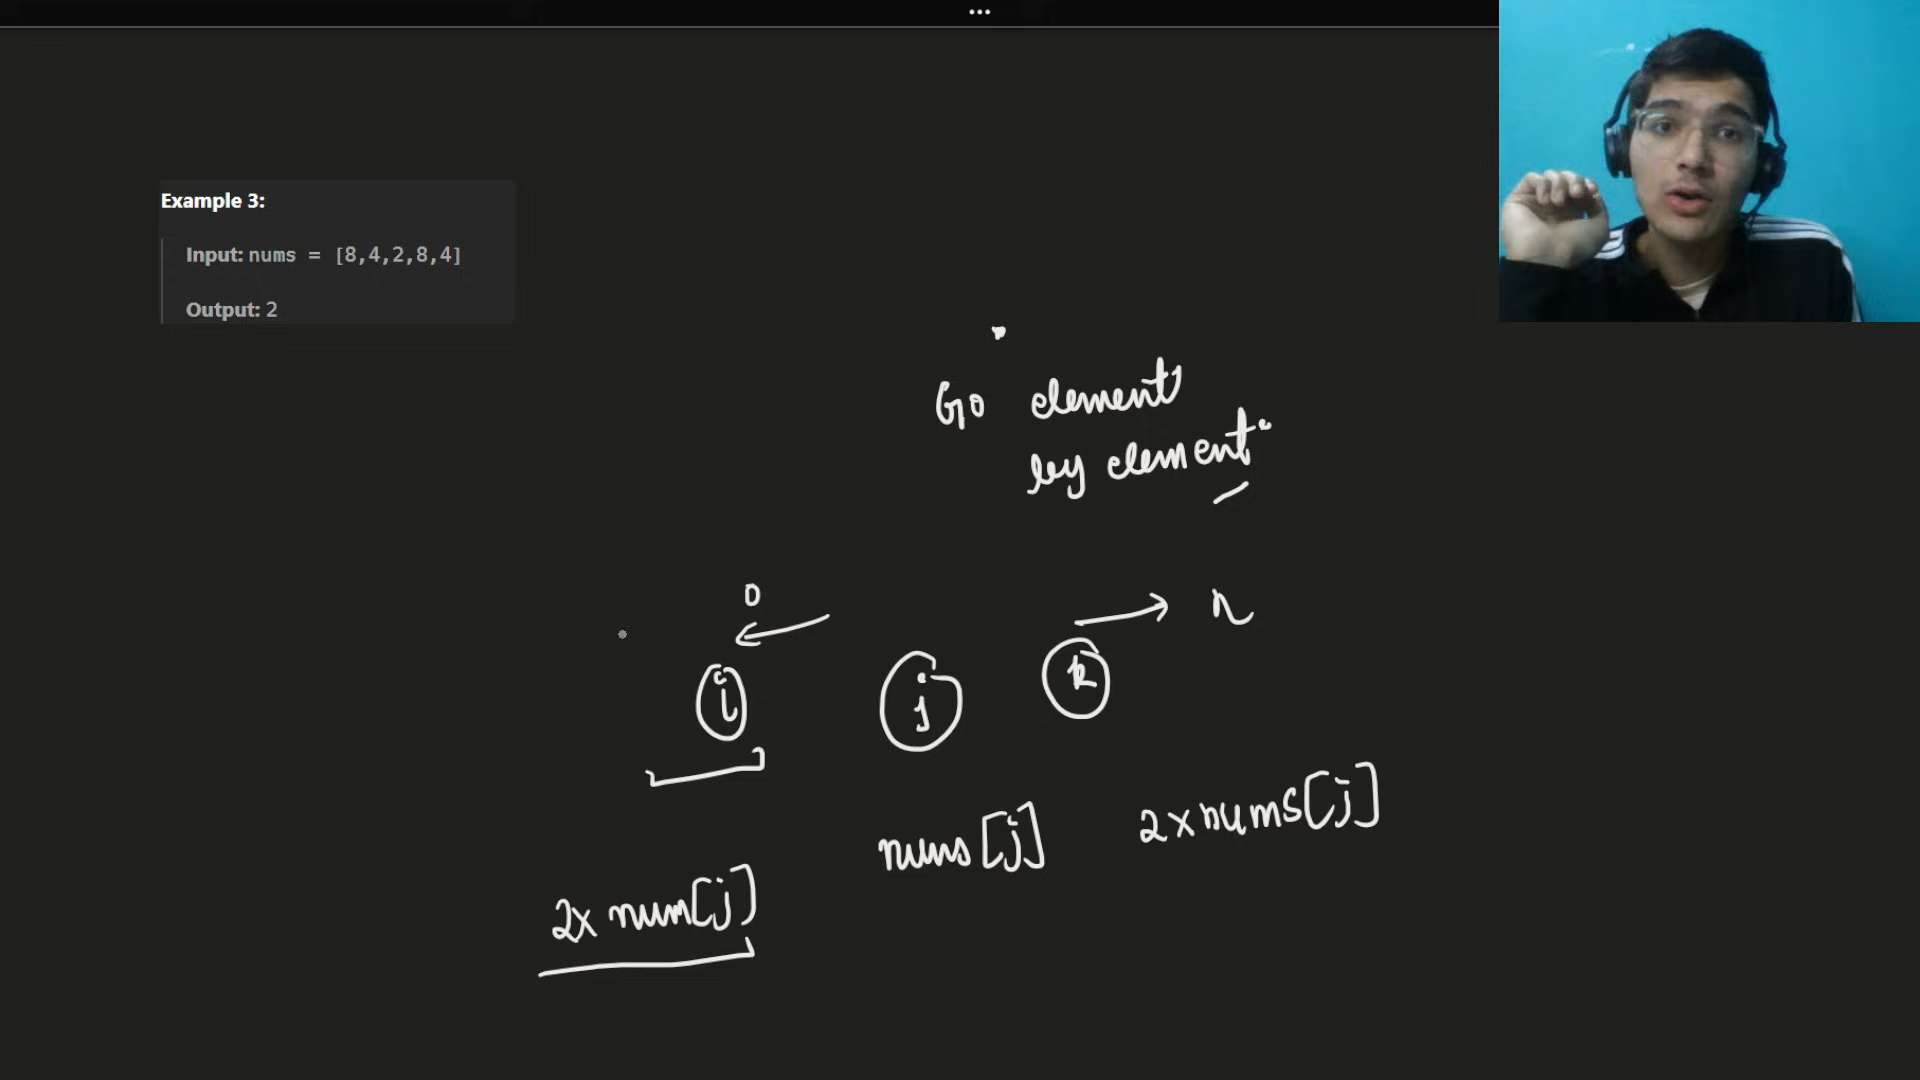 ...
Example 3:
Input: nums = [8,4,2,8,4]
Output: 2
Go element
by element
0
n
i
j
k
nums[j]
2xnums[j]
2x num[j]